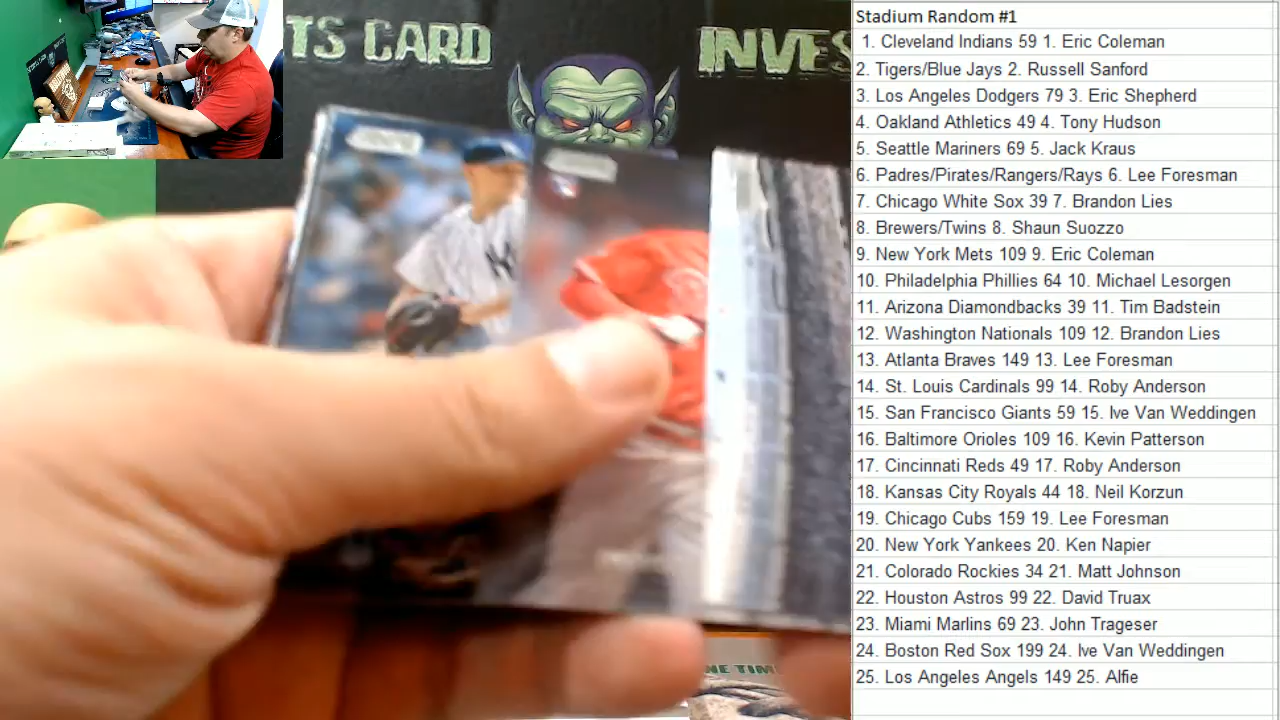 TS CARD INVES
Stadium Random #1
1. Cleveland Indians 59 1. Eric Coleman
2. Tigers/Blue Jays 2. Russell Sanford
3. Los Angeles Dodgers 79 3. Eric Shepherd
4. Oakland Athletics 49 4. Tony Hudson
5. Seattle Mariners 69 5. Jack Kraus
6. Padres/Pirates/Rangers/Rays 6. Lee Foresman
7. Chicago White Sox 39 7. Brandon Lies
8. Brewers/Twins 8. Shaun Suozzo
9. New York Mets 109 9. Eric Coleman
10. Philadelphia Phillies 64 10. Michael Lesorgen
11. Arizona Diamondbacks 39 11. Tim Badstein
12. Washington Nationals 109 12. Brandon Lies
13. Atlanta Braves 149 13. Lee Foresman
14. St. Louis Cardinals 99 14. Roby Anderson
15. San Francisco Giants 59 15. Ive Van Weddingen
16. Baltimore Orioles 109 16. Kevin Patterson
17. Cincinnati Reds 49 17. Roby Anderson
18. Kansas City Royals 44 18. Neil Korzun
19. Chicago Cubs 159 19. Lee Foresman
20. New York Yankees 20. Ken Napier
21. Colorado Rockies 34 21. Matt Johnson
22. Houston Astros 99 22. David Truax
23. Miami Marlins 69 23. John Trageser
24. Boston Red Sox 199 24. Ive Van Weddingen
25. Los Angeles Angels 149 25. Alfie
NE TIM